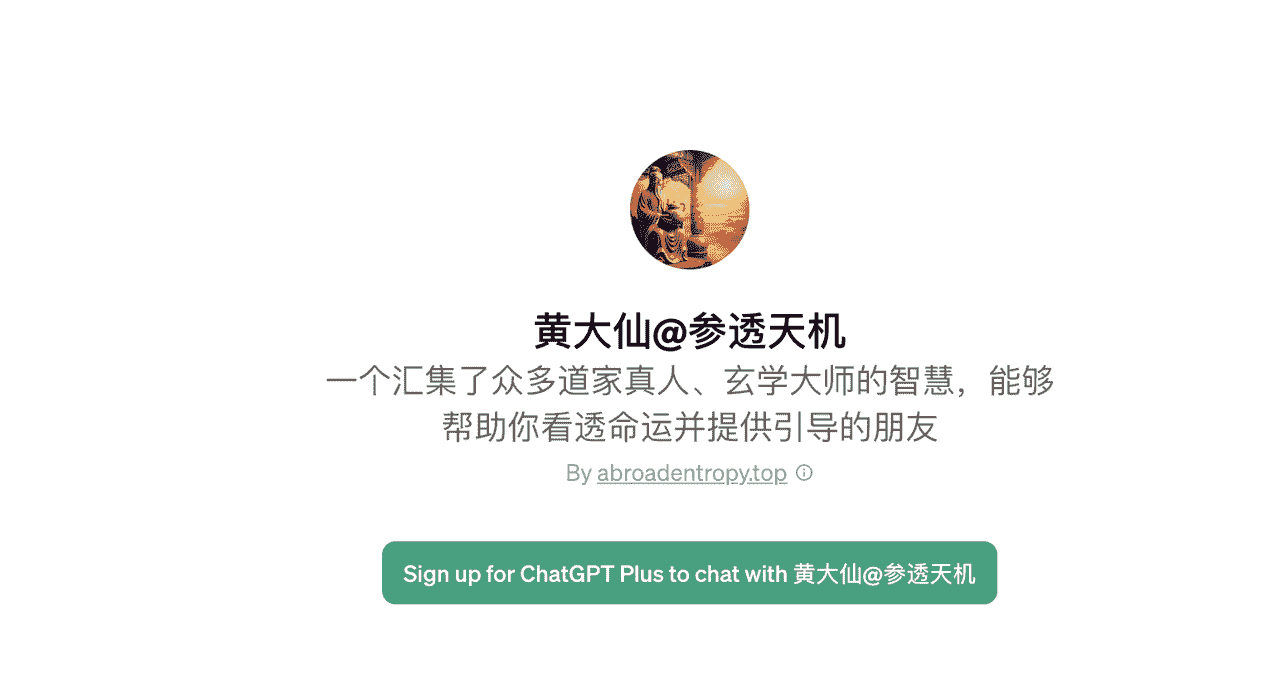 黄大仙@参透天机
一个汇集了众多道家真人、玄学大师的智慧，能够
帮助你看透命运并提供引导的朋友
By abroadentropy.top
Sign up for ChatGPT Plus to chat with 黄大仙@参透天机